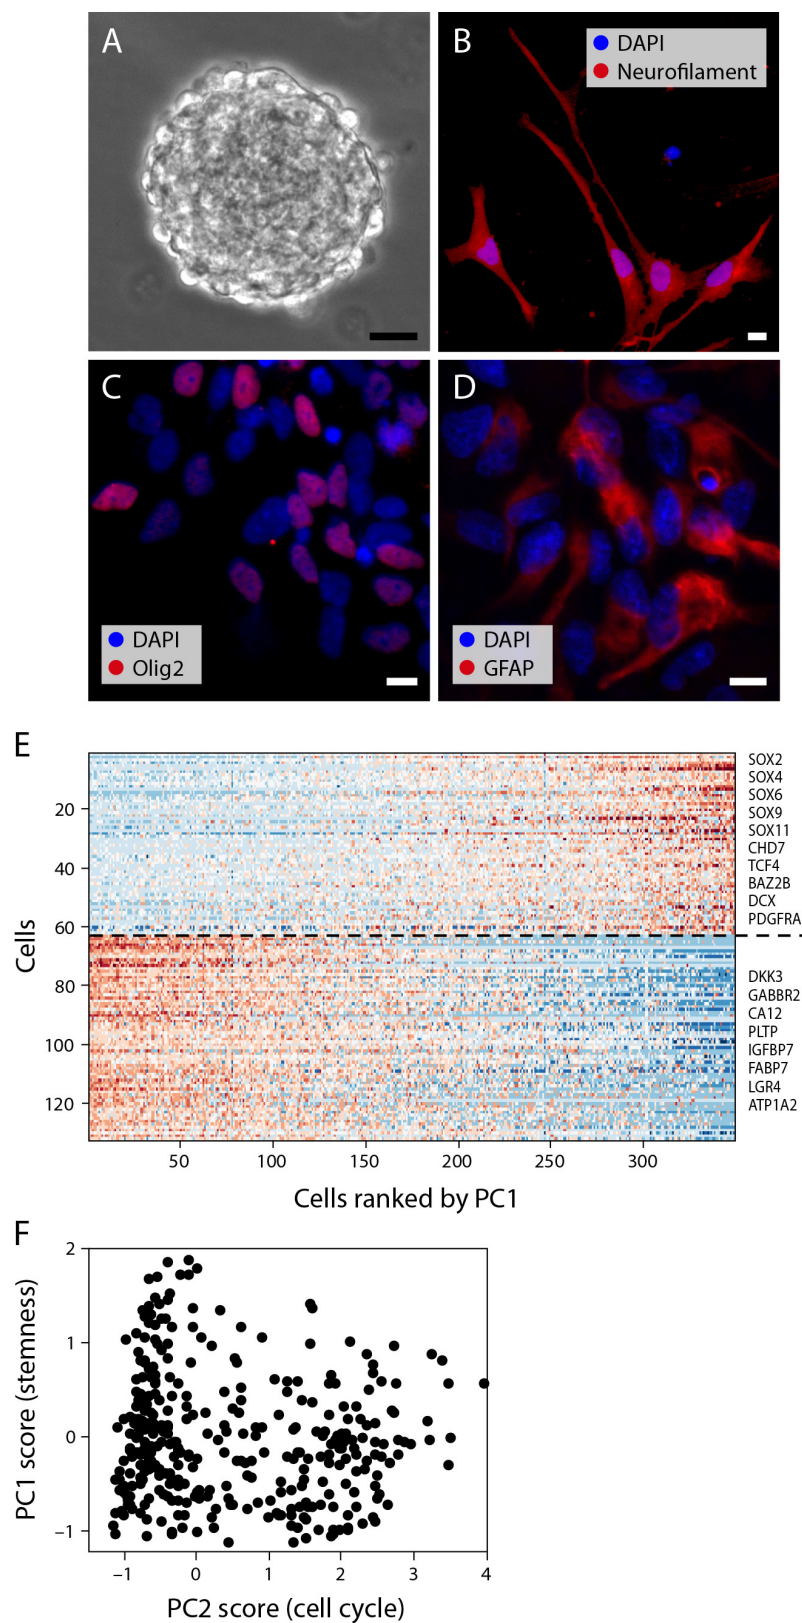 A
B
DAPI
Neurofilament
C
DAPI
Olig2
D
DAPI
GFAP
E
SOX2
SOX4
SOX6
SOX9
SOX11
CHD7
TCF4
BAZ2B
DCX
PDGFRA
DKK3
GABBR2
CA12
PLTP
IGFBP7
FABP7
LGR4
ATP1A2
20
40
60
80
100
120
Cells
50
100
150
200
250
300
Cells ranked by PC1
F
2
1
0
–1
PC1 score (stemness)
–1
0
1
2
3
4
PC2 score (cell cycle)